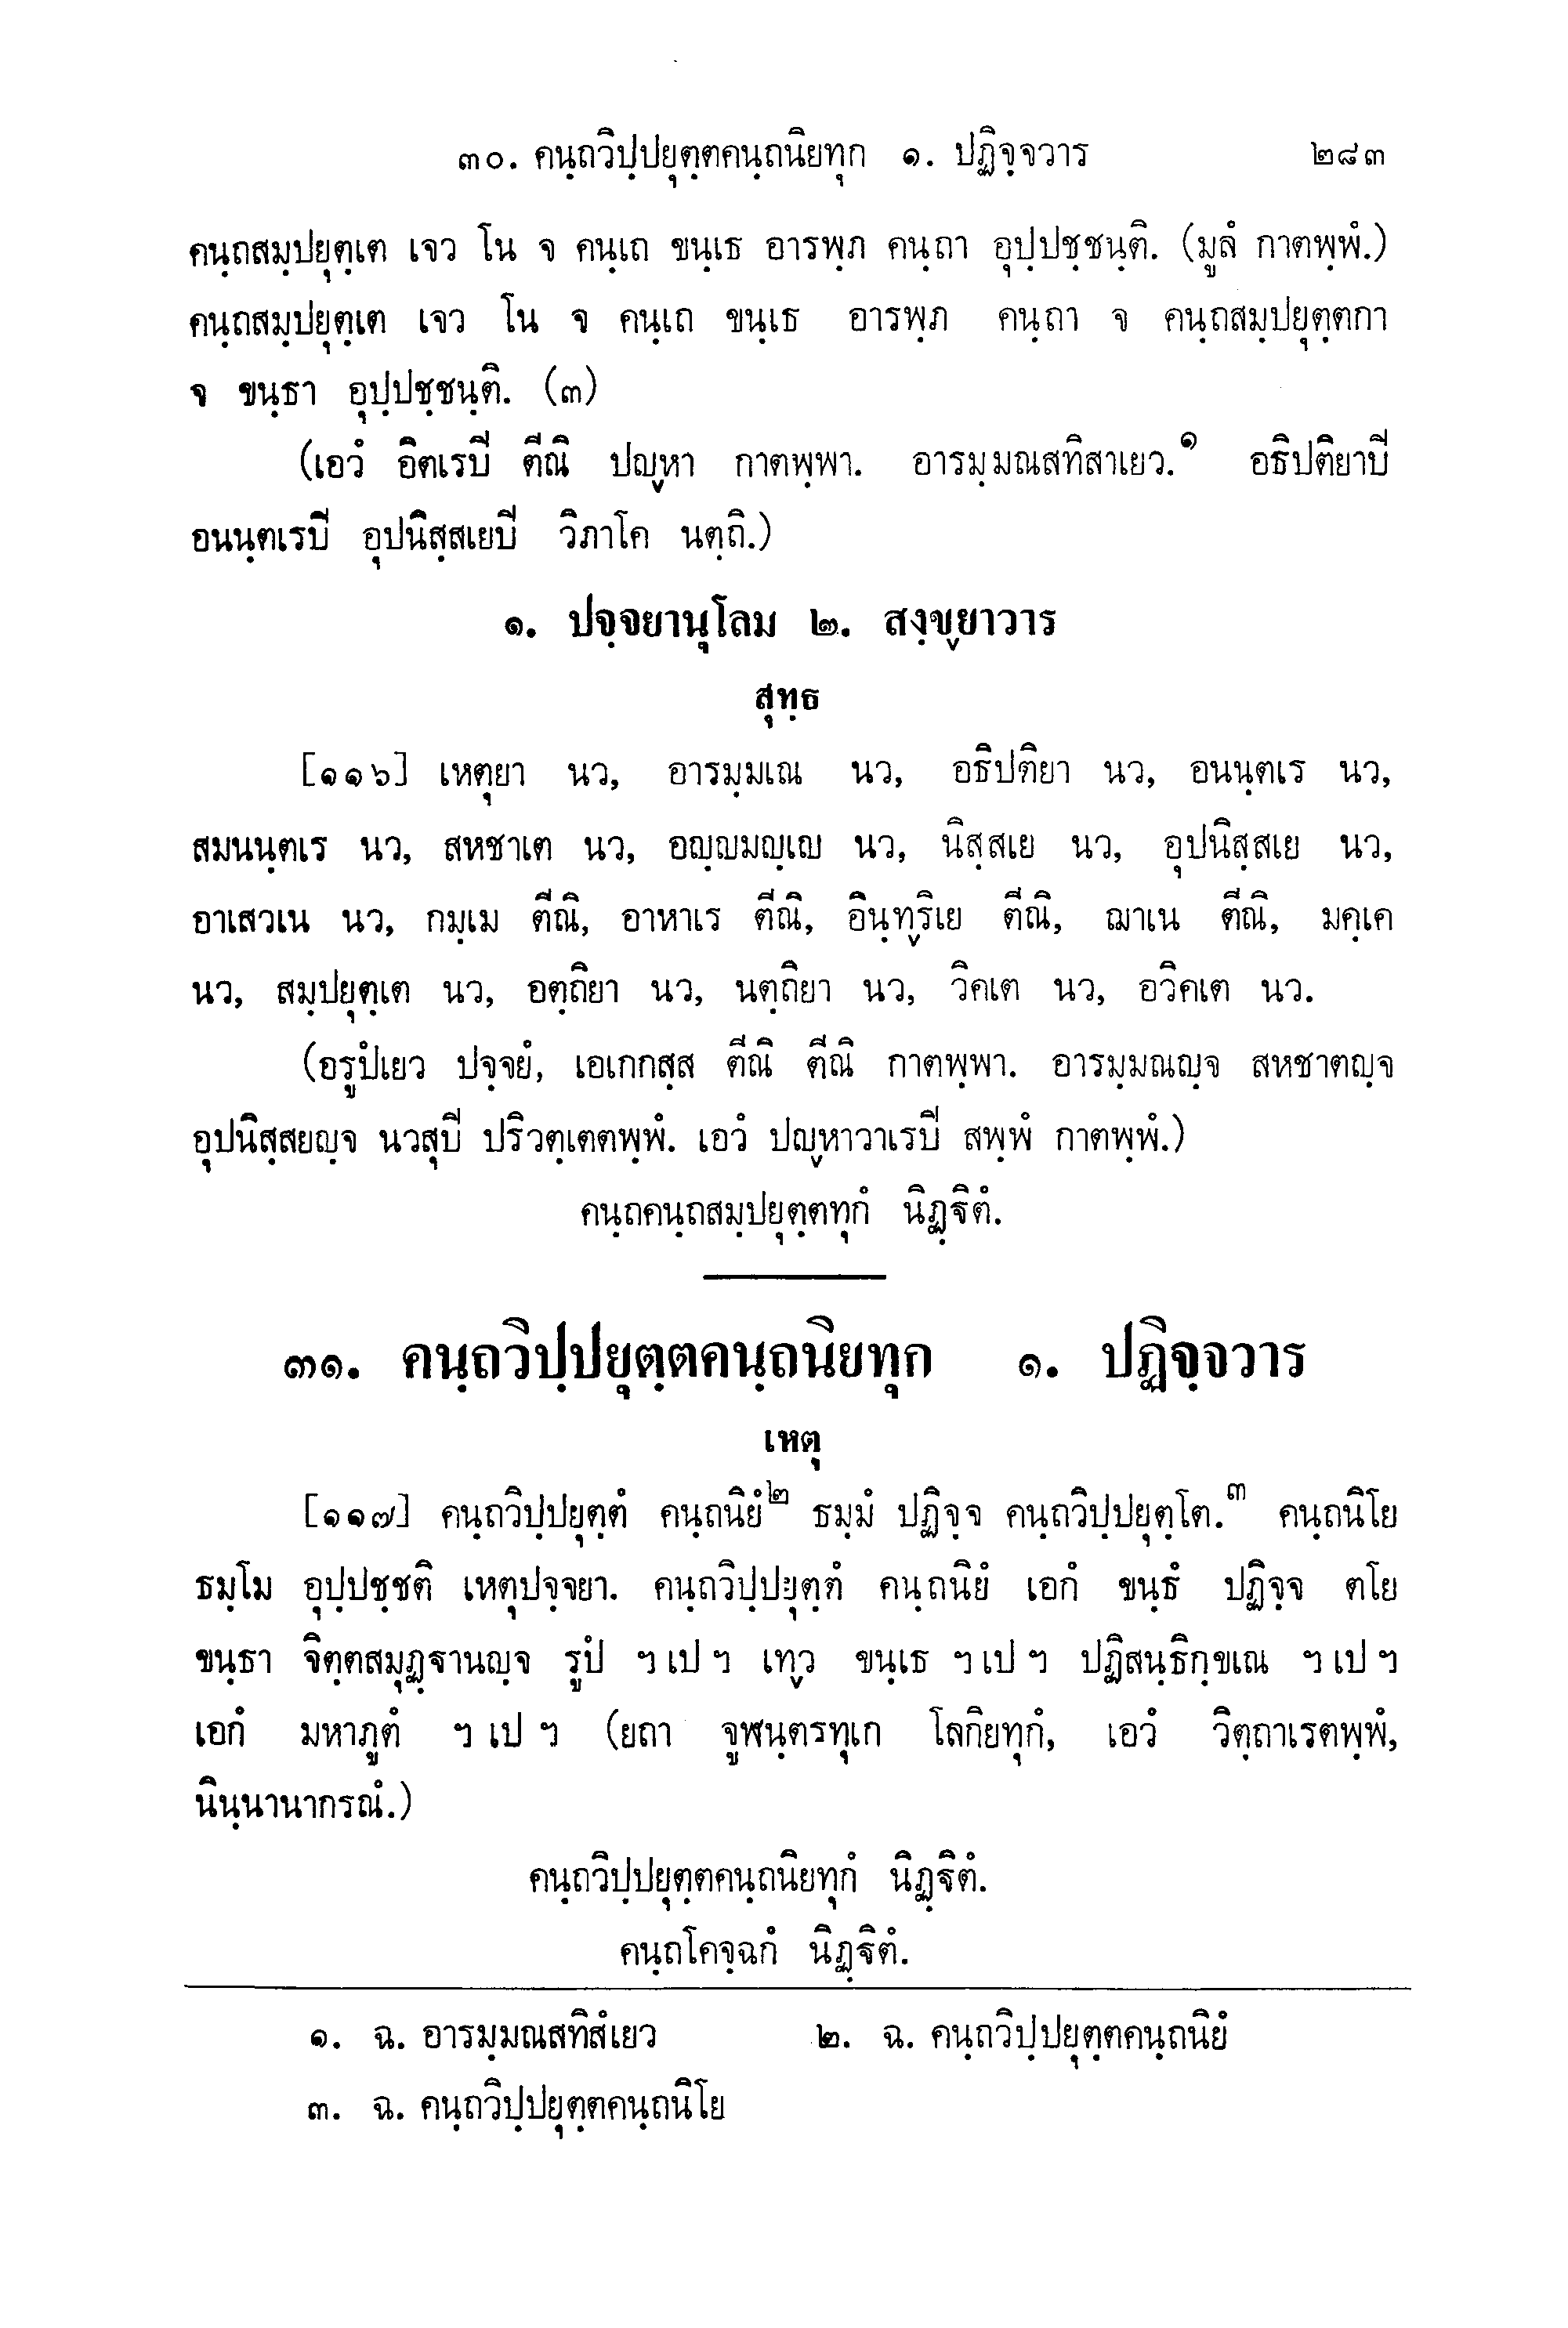 ๓๐. คนฺถวิปฺปยุตฺตคนฺถนิยทุก ๑. ปฏิจฺจวาร ๒๘๓
คนฺถสมฺปยุตฺเต เจว โน จ คนฺเถ ขนฺเธ อารพฺภ คนฺถา อุปฺปชฺชนฺติ. (มูลํ กาตพฺพํ.)
คนฺถสมฺปยุตฺเต เจว โน จ คนฺเถ ขนฺเธ อารพฺภ คนฺถา จ คนฺถสมฺปยุตฺตกา
จ ขนฺธา อุปฺปชฺชนฺติ. (๓)
(เอวํ อิตเรปี ตีณิ ปญฺหา กาตพฺพา. อารมฺมณสทิสาเยว.๑ อธิปติยาปี
อนนฺตเรปี อุปนิสฺสเยปี วิภาโค นตฺถิ.)
๑. ปจฺจยานุโลม ๒. สงฺขฺยาวาร
สุทฺธ
[๑๑๖] เหตุยา นว, อารมฺมเณ นว, อธิปติยา นว, อนนฺตเร นว,
สมนนฺตเร นว, สหชาเต นว, อญฺญมญฺเญ นว, นิสฺสเย นว, อุปนิสฺสเย นว,
อาเสวเน นว, กมฺเม ตีณิ, อาหาเร ตีณิ, อินฺทฺริเย ตีณิ, ฌาเน ตีณิ, มคฺเค
นว, สมฺปยุตฺเต นว, อตฺถิยา นว, นตฺถิยา นว, วิคเต นว, อวิคเต นว.
(อรูปํเยว ปจฺจยํ, เอเกกสฺส ตีณิ ตีณิ กาตพฺพา. อารมฺมณญฺจ สหชาตญฺจ
อุปนิสฺสยญฺจ นวสุปี ปริวตฺเตตพฺพํ. เอวํ ปญฺหาวาเรปี สพฺพํ กาตพฺพํ.)
คนฺถคนฺถสมฺปยุตฺตทุกํ นิฏฺฐิตํ.
๓๑. คนฺถวิปฺปยุตฺตคนฺถนิยทุก ๑. ปฏิจฺจวาร
เหตุ
[๑๑๗] คนฺถวิปฺปยุตฺตํ คนฺถนิยํ๒ ธมฺมํ ปฏิจฺจ คนฺถวิปฺปยุตฺโต.๓ คนฺถนิโย
ธมฺโม อุปฺปชฺชติ เหตุปจฺจยา. คนฺถวิปฺปยุตฺตํ คนฺถนิยํ เอกํ ขนฺธํ ปฏิจฺจ ตโย
ขนฺธา จิตฺตสมุฏฺฐานญฺจ รูปํ ฯ เป ฯ เทฺว ขนฺเธ ฯ เป ฯ ปฏิสนฺธิกฺขเณ ฯ เป ฯ
เอกํ มหาภูตํ ฯ เป ฯ (ยถา จูฬนฺตรทุเก โลกิยทุกํ, เอวํ วิตฺถาเรตพฺพํ,
นินฺนานากรณํ.)
คนฺถวิปฺปยุตฺตคนฺถนิยทุกํ นิฏฺฐิตํ.
คนฺถโคจฺฉกํ นิฏฺฐิตํ.
๑. ฉ. อารมฺมณสทิสํเยว ๒. ฉ. คนฺถวิปฺปยุตฺตคนฺถนิยํ
๓. ฉ. คนฺถวิปฺปยุตฺตคนฺถนิโย